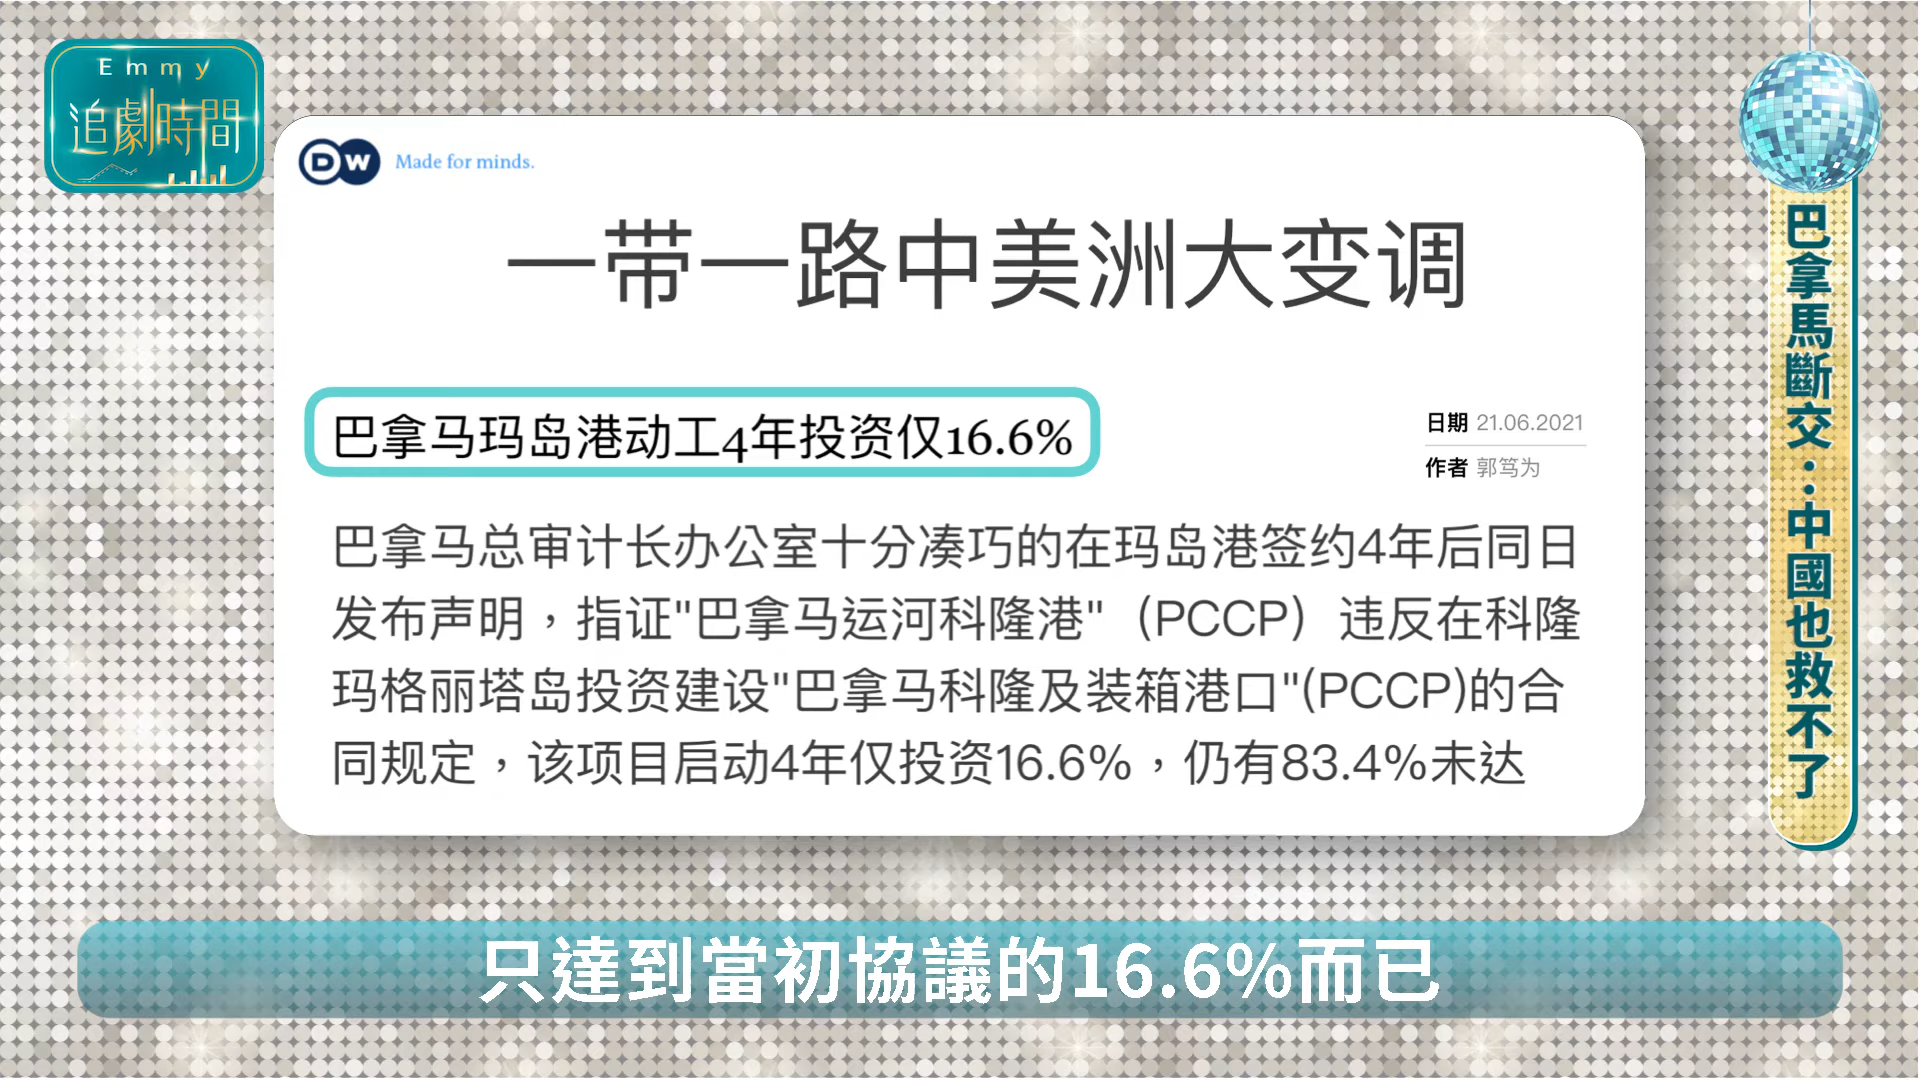 Emmy
追劇時間
DW Made for minds.
一带一路中美洲大变调
巴拿马玛岛港动工4年投资仅16.6%
日期 21.06.2021
作者 郭笃为
巴拿马总审计长办公室十分凑巧的在玛岛港签约4年后同日
发布声明，指证"巴拿马运河科隆港"（PCCP）违反在科隆
玛格丽塔岛投资建设"巴拿马科隆及装箱港口"(PCCP)的合
同规定，该项目启动4年仅投资16.6%，仍有83.4%未达
巴拿馬斷交：中國也救不了
只達到當初協議的16.6%而已